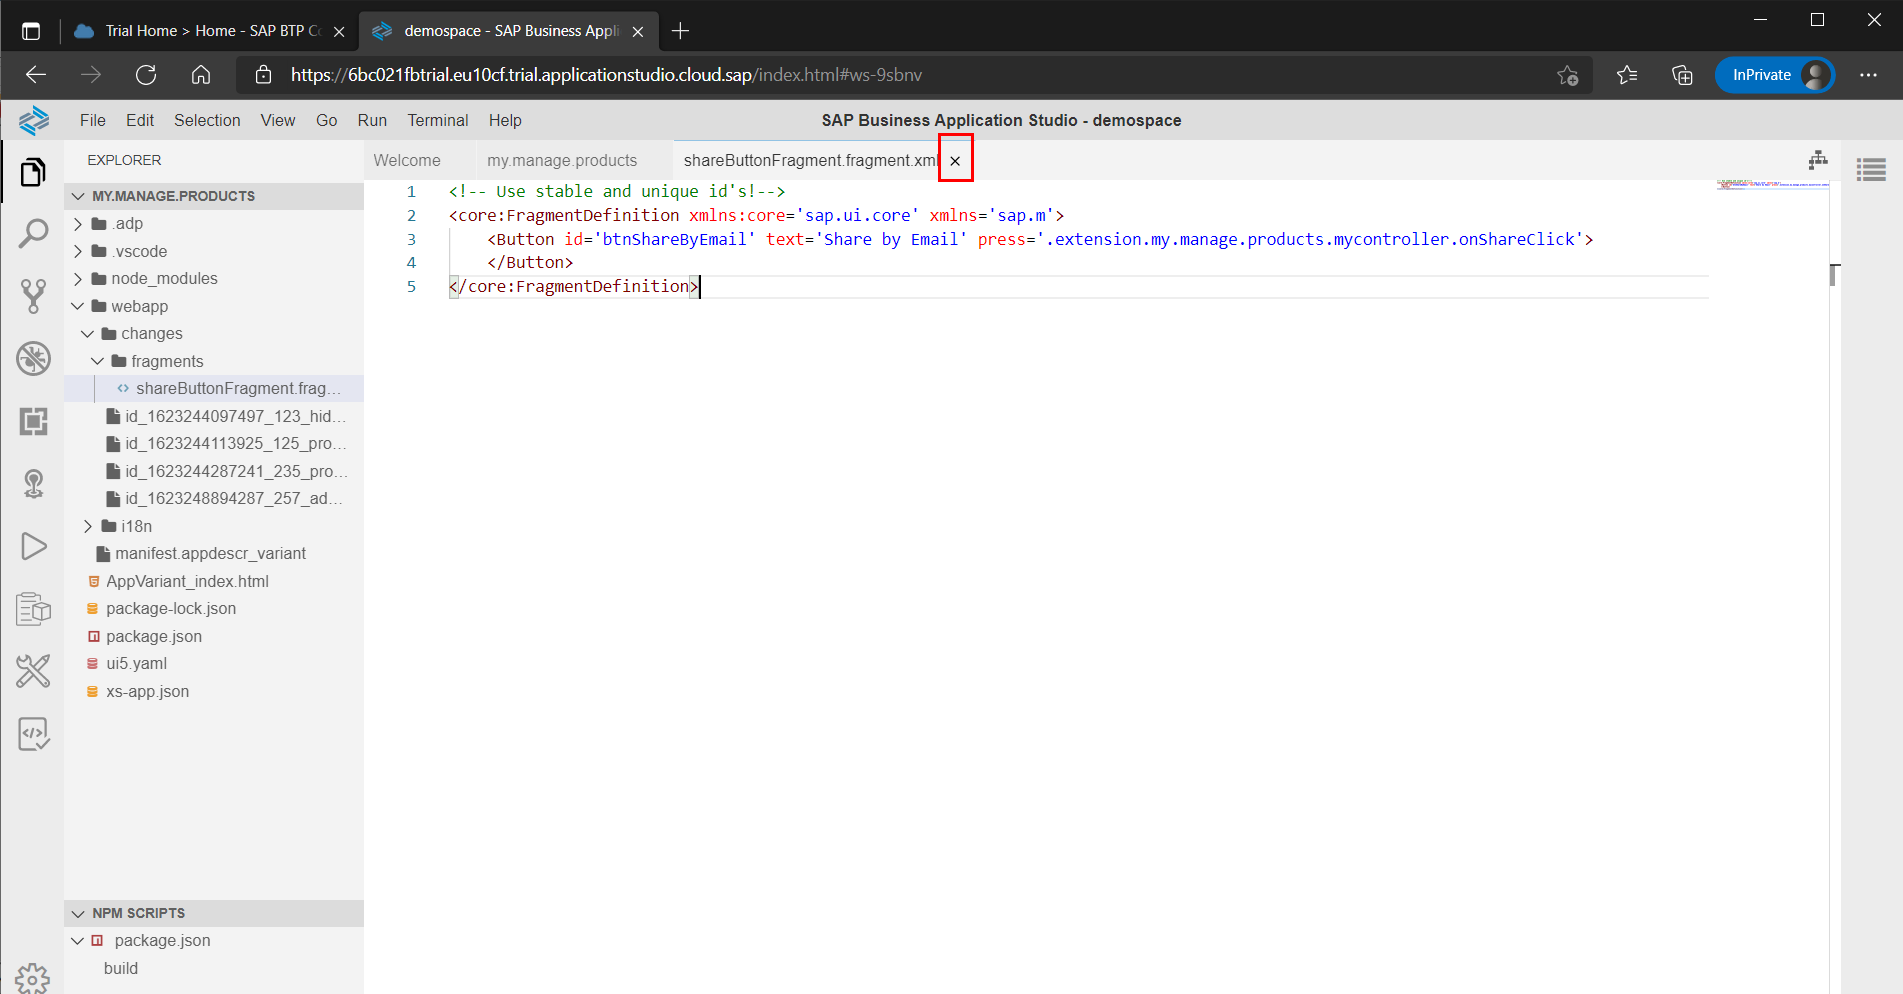 Trial Home > Home - SAP BTP Co
demospace - SAP Business Appli
https://6bc021fbtrial.eu10cf.trial.applicationstudio.cloud.sap/index.html#ws-9sbnv
InPrivate
File Edit Selection View Go Run Terminal Help
SAP Business Application Studio - demospace
EXPLORER
MY.MANAGE.PRODUCTS
.adp
.vscode
node_modules
webapp
changes
fragments
shareButtonFragment.frag...
id_1623244097497_123_hid...
id_1623244113925_125_pro...
id_1623244287241_235_pro...
id_1623248894287_257_ad...
i18n
manifest.appdescr_variant
AppVariant_index.html
package-lock.json
package.json
ui5.yaml
xs-app.json
NPM SCRIPTS
package.json
build
Welcome my.manage.products shareButtonFragment.fragment.xml
1 <!-- Use stable and unique id's!-->
2 <core:FragmentDefinition xmlns:core='sap.ui.core' xmlns='sap.m'>
3 <Button id='btnShareByEmail' text='Share by Email' press='.extension.my.manage.products.mycontroller.onShareClick'>
4 </Button>
5 </core:FragmentDefinition>